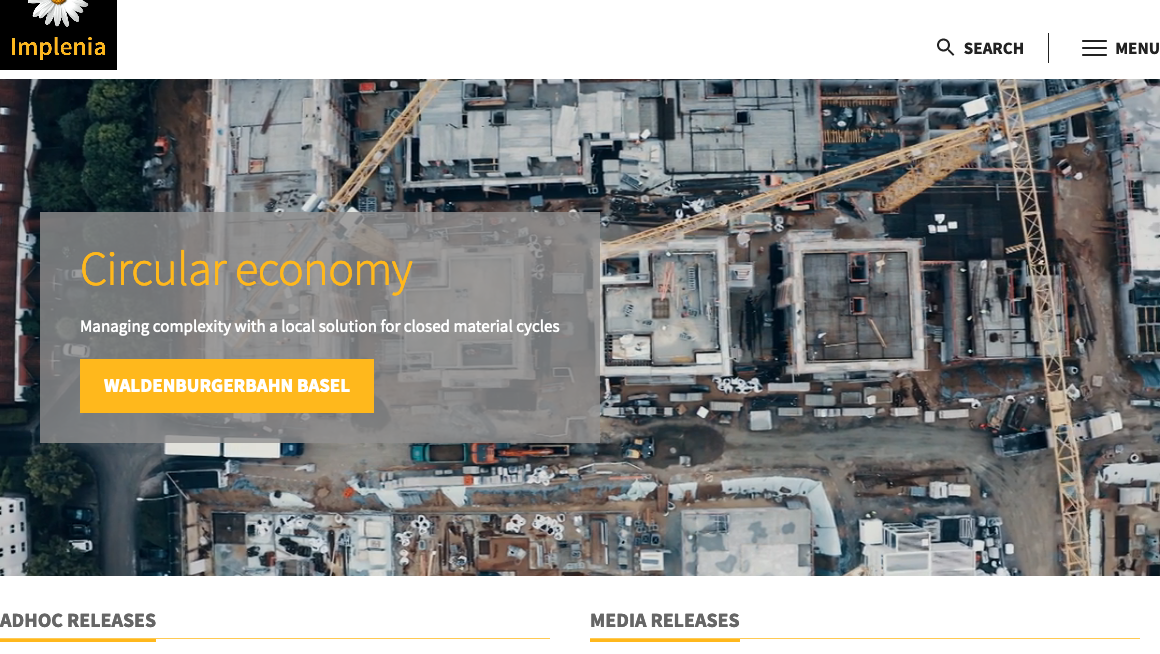 Implenia
SEARCH
MENU
Circular economy
Managing complexity with a local solution for closed material cycles
WALDENBURGERBAHN BASEL
ADHOC RELEASES
MEDIA RELEASES